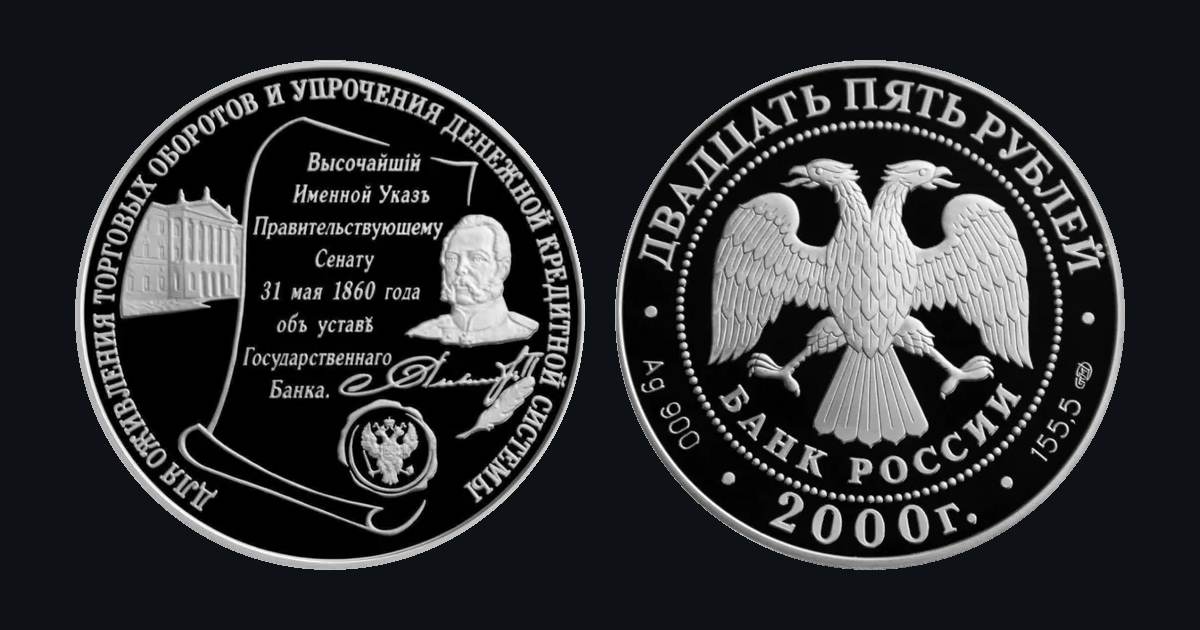 ДЛЯ ОЖИВЛЕНИЯ ТОРГОВЫХ ОБОРОТОВ И УПРОЧЕНИЯ ДЕНЕЖНОЙ КРЕДИТНОЙ СИСТЕМЫ
Высочайшій
Именной Указъ
Правительствующему
Сенату
31 мая 1860 года
объ уставѣ
Государственнаго
Банка.
ДВАДЦАТЬ ПЯТЬ РУБЛЕЙ
Ag 900
БАНК РОССИИ
155,5
2000г.